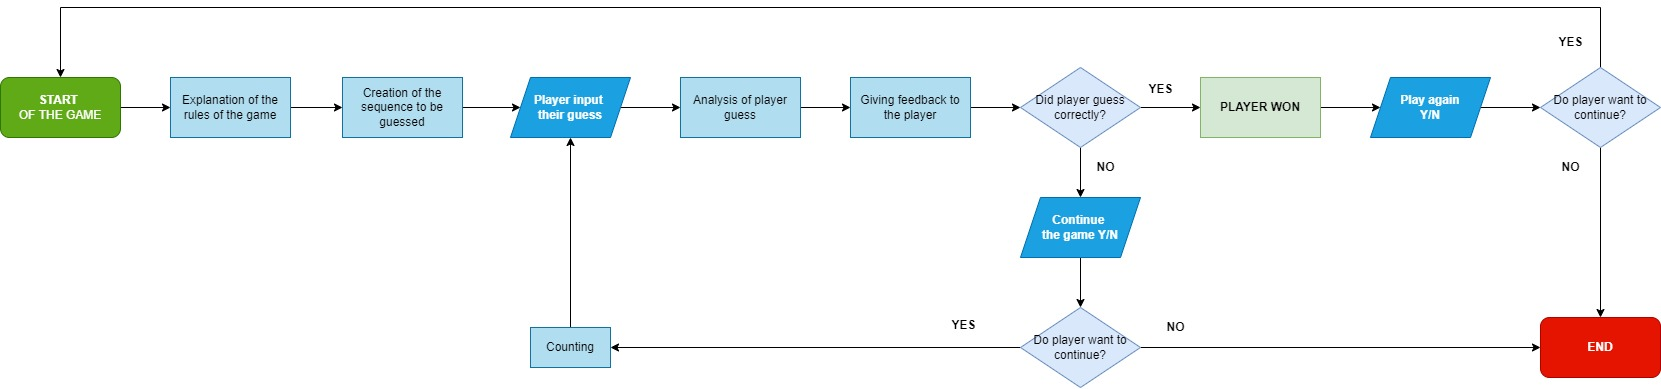 YES
START
OF THE GAME
Explanation of the
rules of the game
Creation of the
sequence to be
guessed
Player input
their guess
Analysis of player
guess
Giving feedback to
the player
Did player guess
correctly?
YES
PLAYER WON
Play again
Y/N
Do player want to
continue?
NO
NO
Continue
the game Y/N
YES
NO
Do player want to
continue?
Counting
END